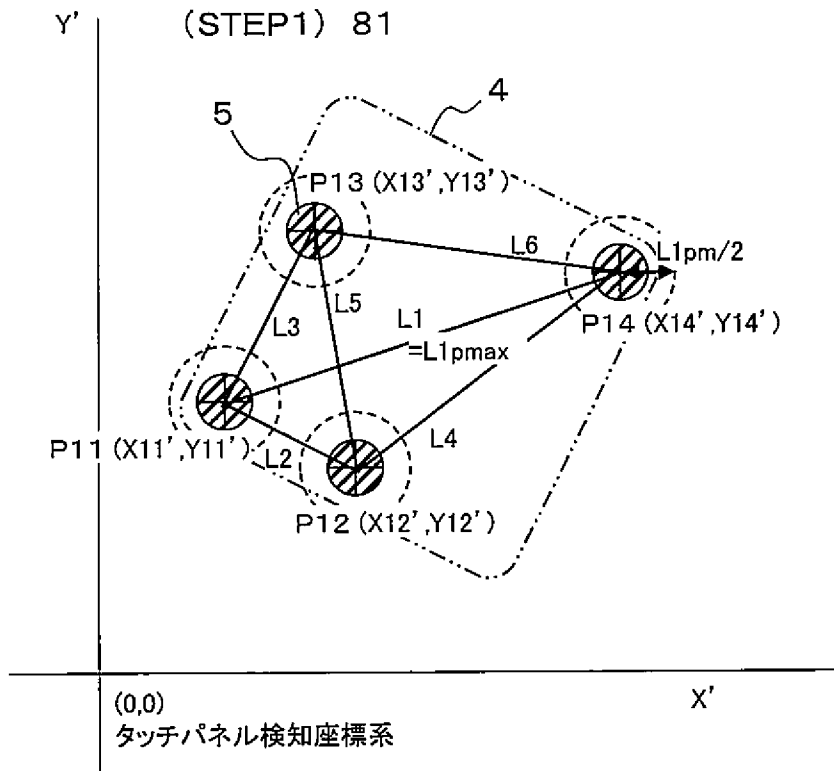 Y'
(STEP1) 81
4
5
P13(X13',Y13')
L6
L1pm/2
L5
L3
L1
=L1pmax
P14(X14',Y14')
P11(X11',Y11')
L2
L4
P12(X12',Y12')
(0,0)
X'
タッチパネル検知座標系